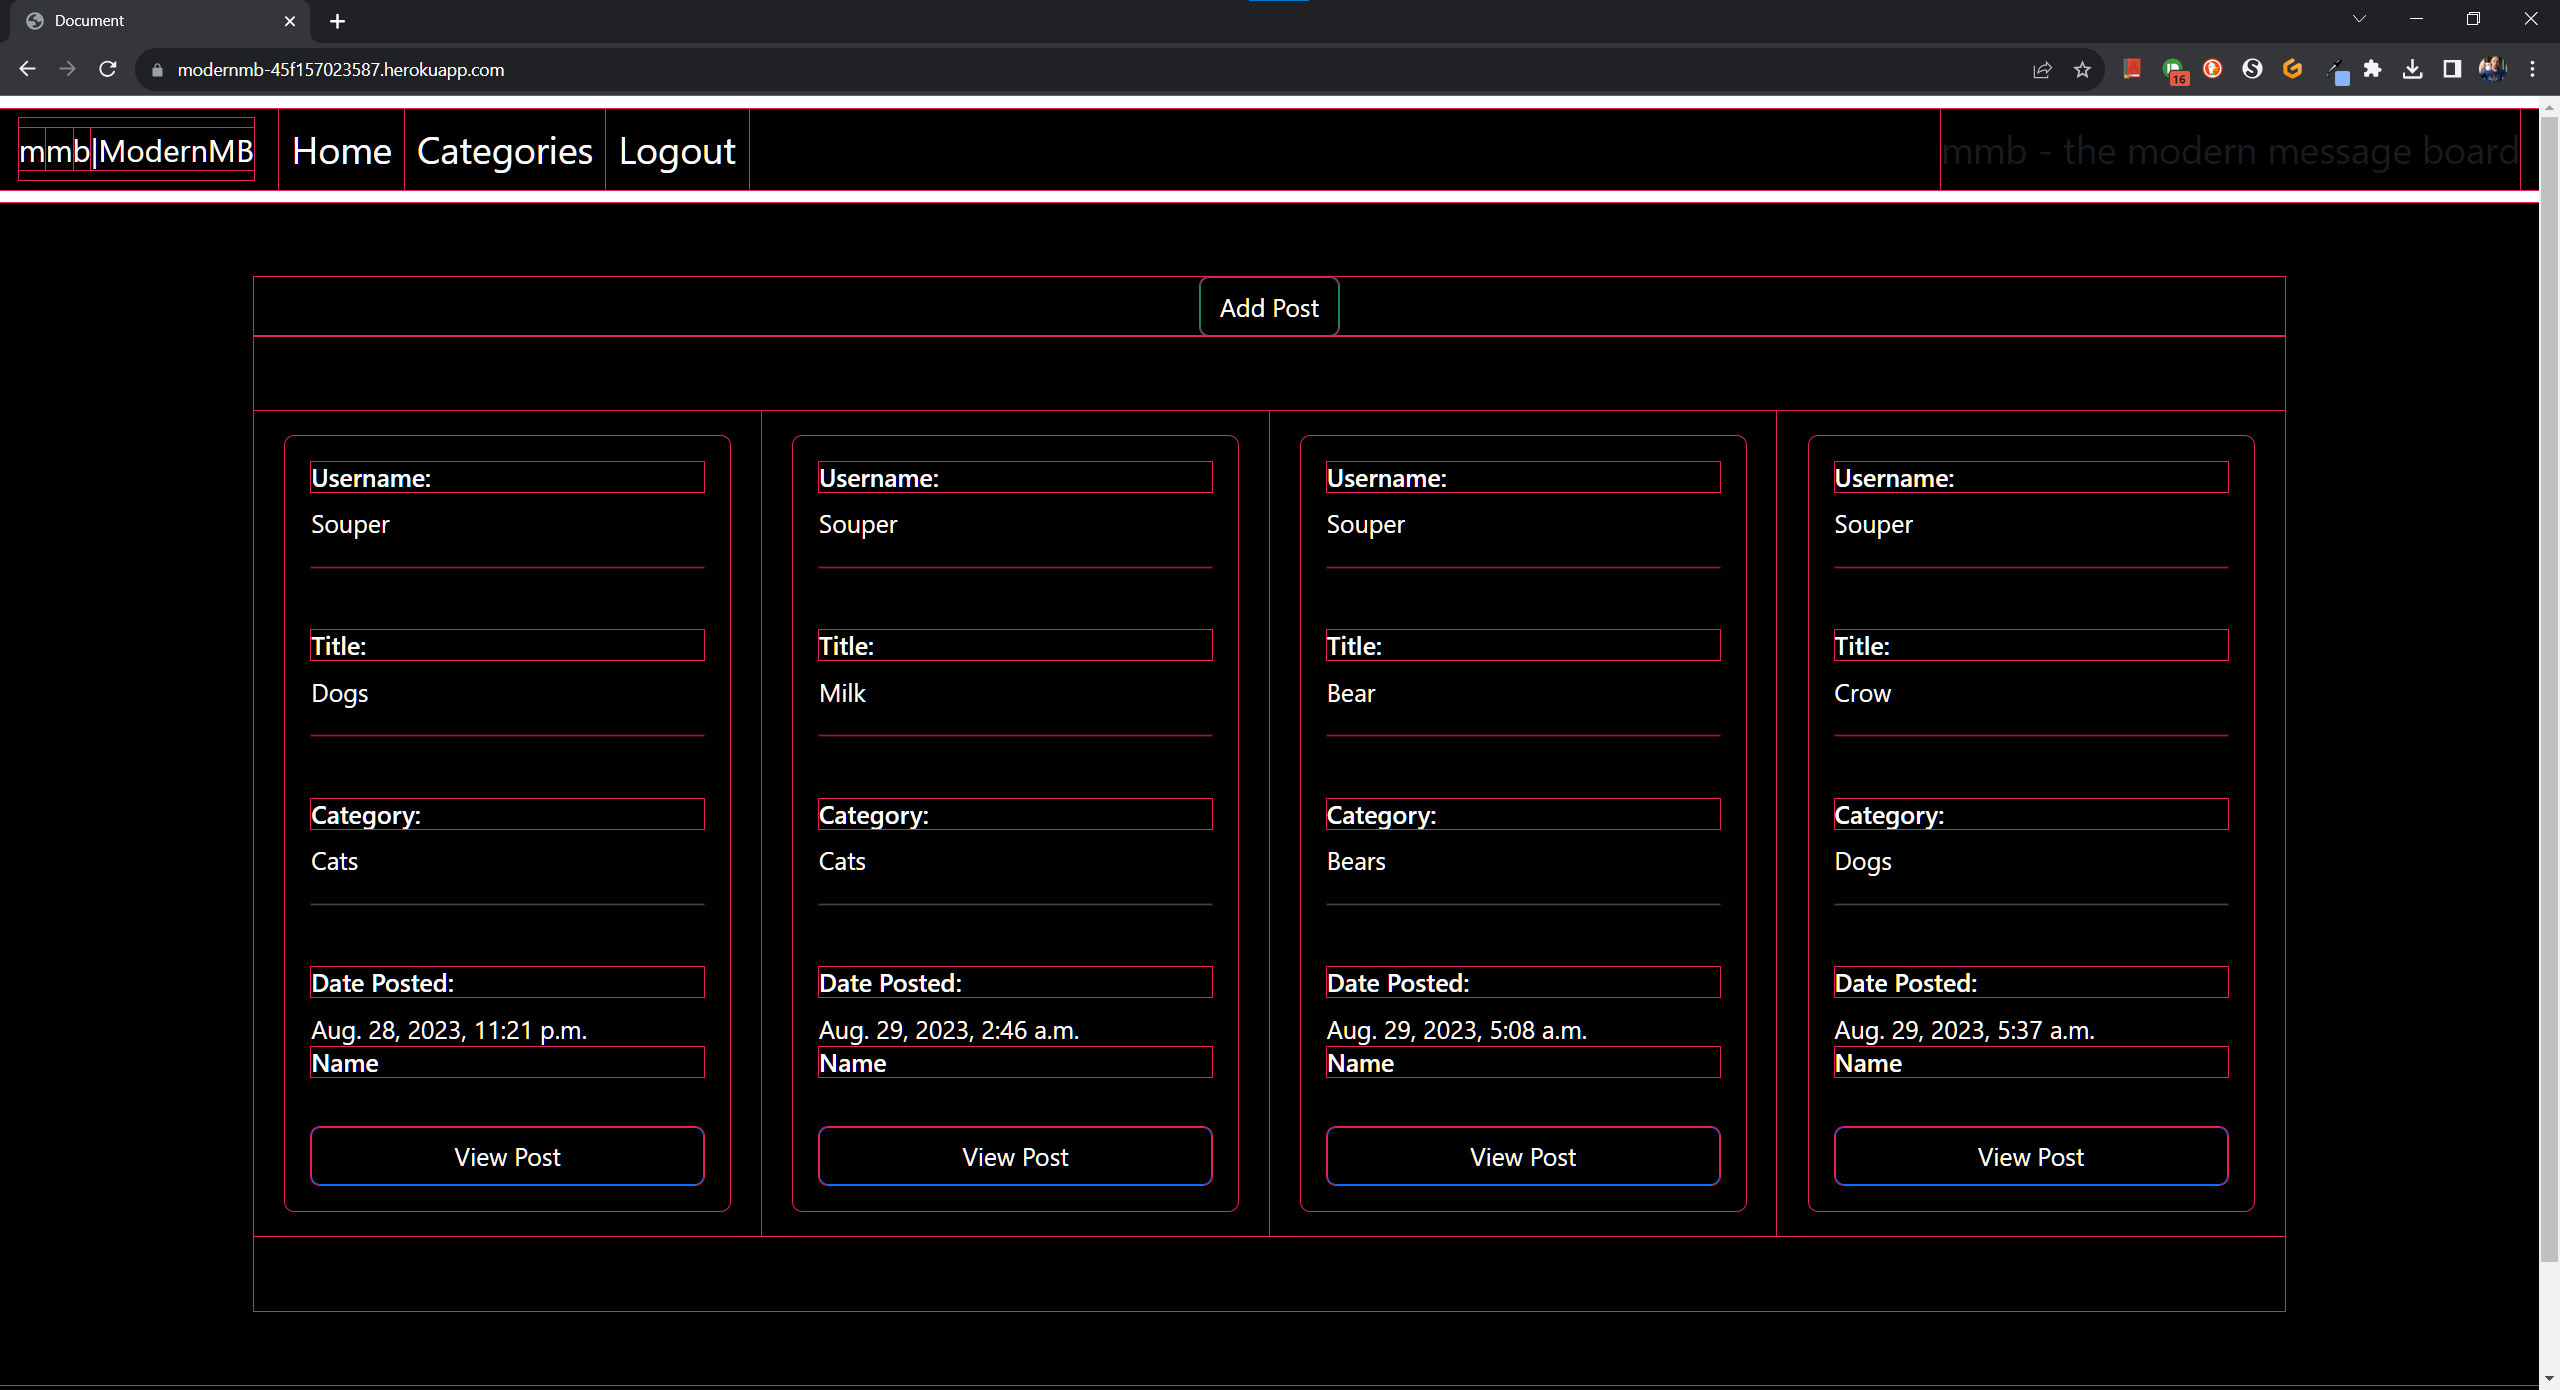 Document
modernmb-45f157023587.herokuapp.com
16
mmb|ModernMB Home Categories Logout mmb - the modern message board
Add Post
Username: Username: Username: Username:
Souper Souper Souper Souper
Title: Title: Title: Title:
Dogs Milk Bear Crow
Category: Category: Category: Category:
Cats Cats Bears Dogs
Date Posted: Date Posted: Date Posted: Date Posted:
Aug. 28, 2023, 11:21 p.m. Aug. 29, 2023, 2:46 a.m. Aug. 29, 2023, 5:08 a.m. Aug. 29, 2023, 5:37 a.m.
Name Name Name Name
View Post View Post View Post View Post